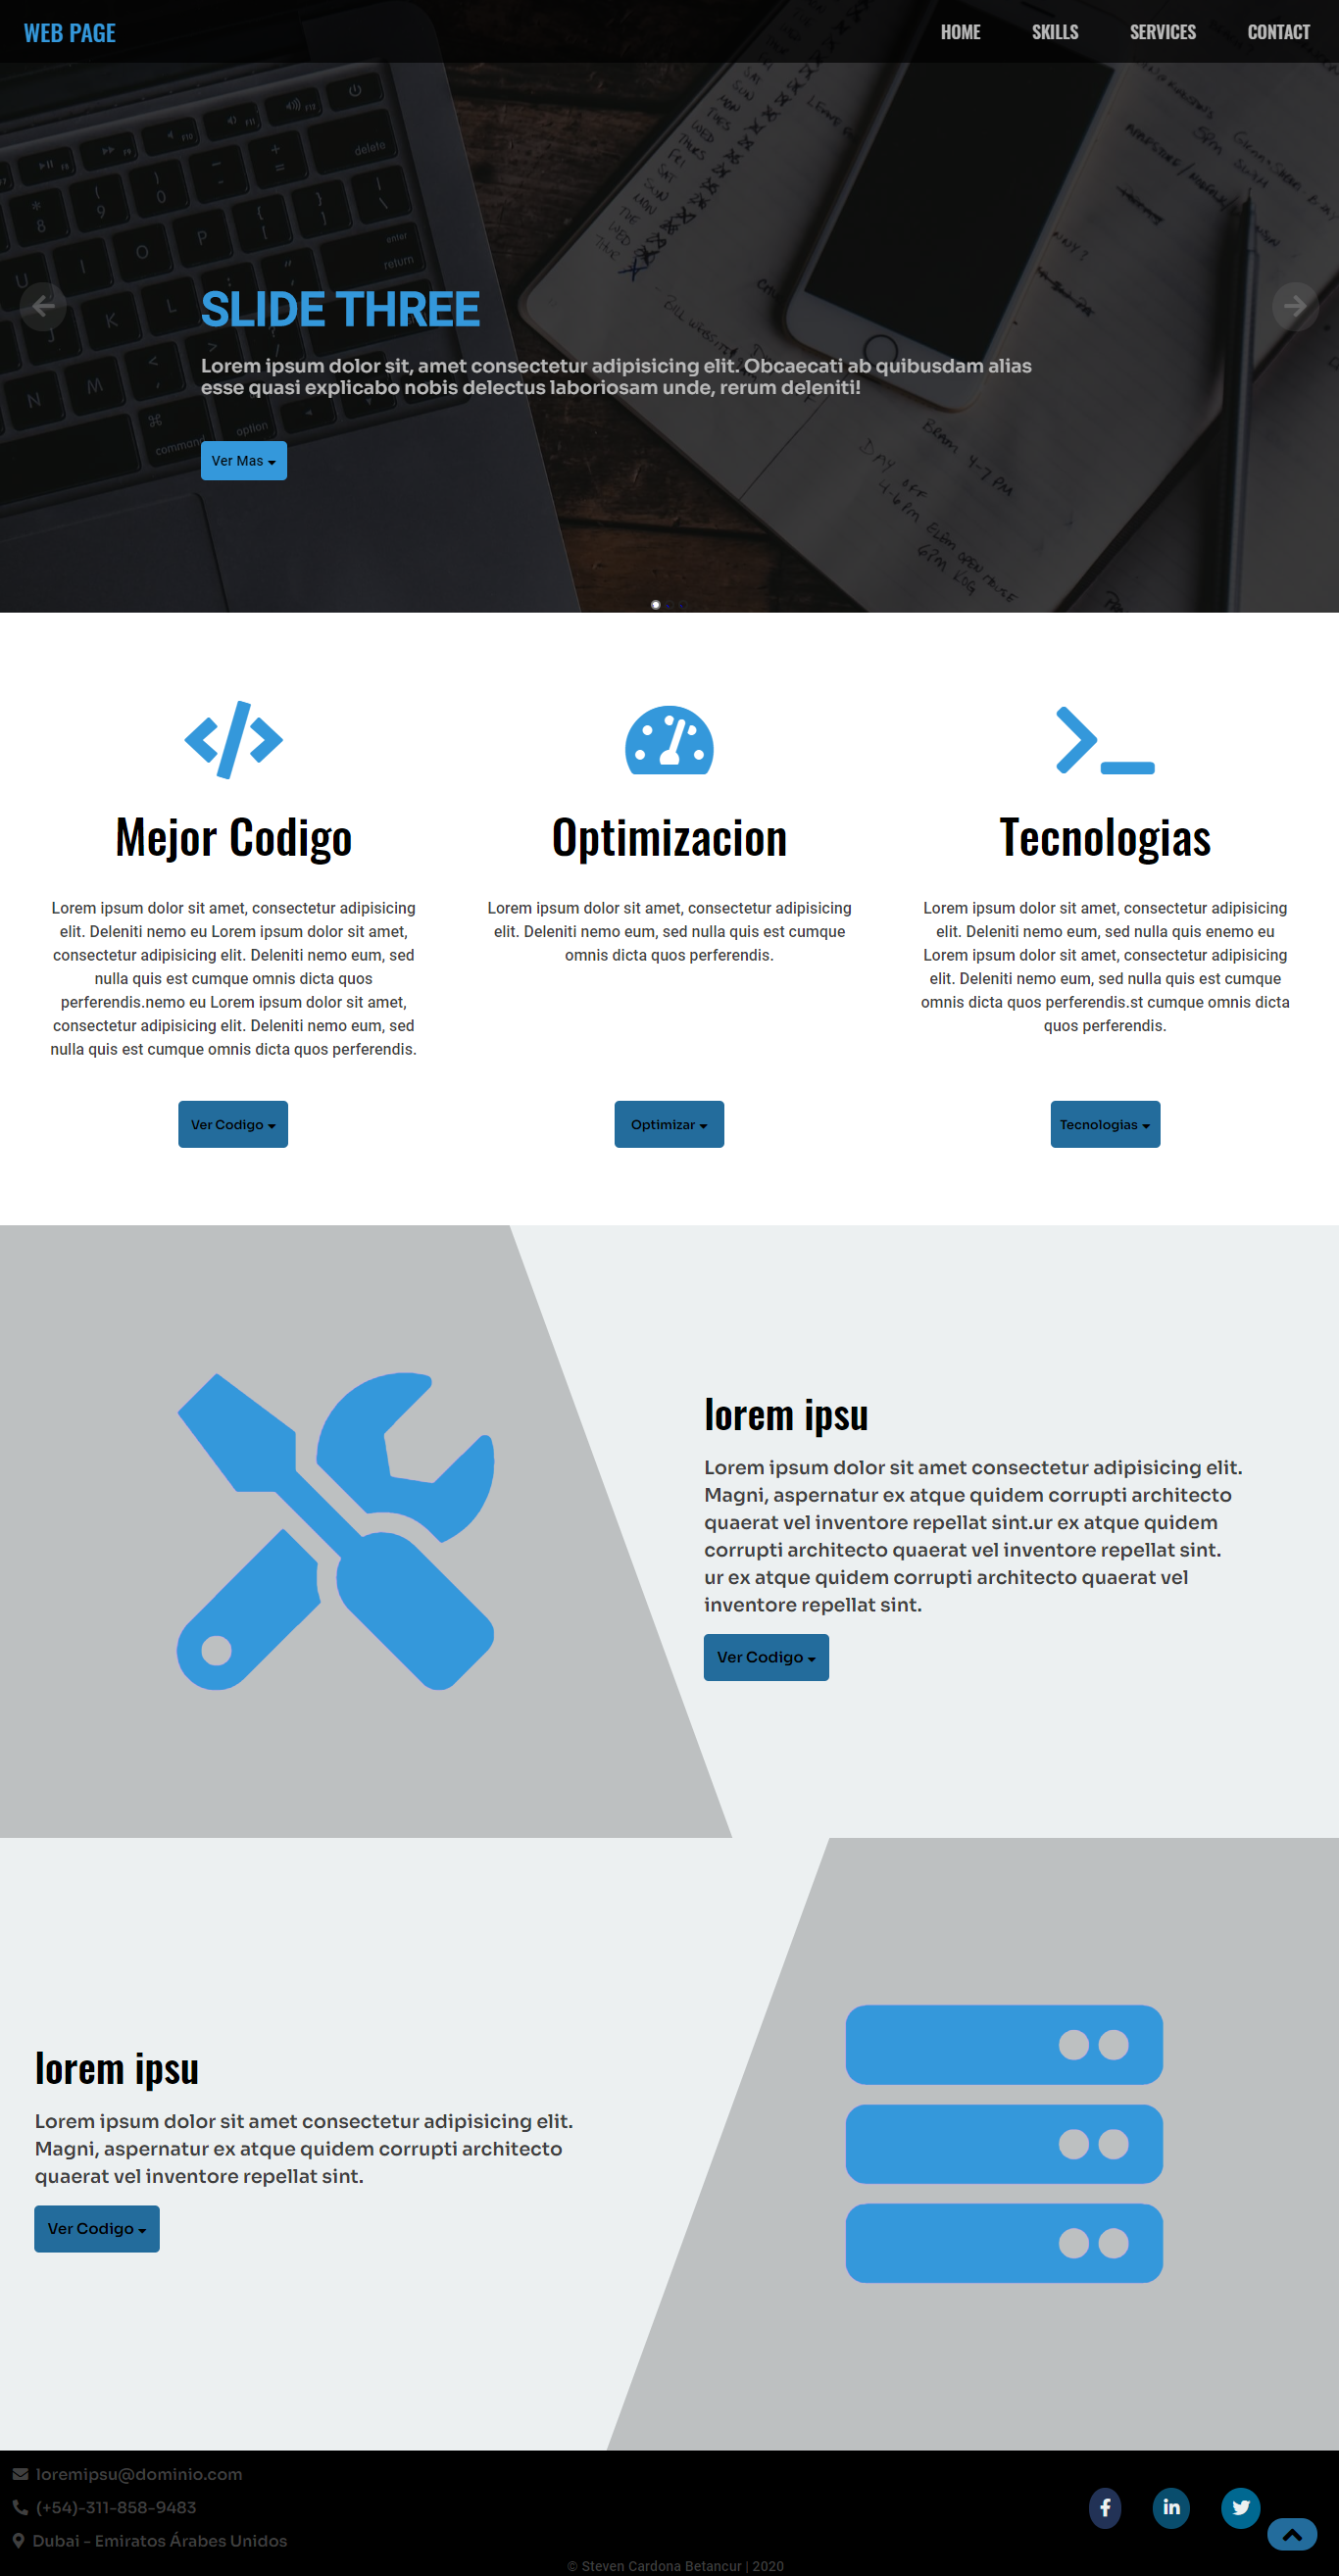 WEB PAGE
HOME SKILLS SERVICES CONTACT
SLIDE THREE
Lorem ipsum dolor sit, amet consectetur adipisicing elit. Obcaecati ab quibusdam alias
esse quasi explicabo nobis delectus laboriosam unde, rerum deleniti!
Ver Mas
delete
enter
return
command
option
BEAM 4-7 PM
DAY OFF
Mejor Codigo
Lorem ipsum dolor sit amet, consectetur adipisicing
elit. Deleniti nemo eu Lorem ipsum dolor sit amet,
consectetur adipisicing elit. Deleniti nemo eum, sed
nulla quis est cumque omnis dicta quos
perferendis.nemo eu Lorem ipsum dolor sit amet,
consectetur adipisicing elit. Deleniti nemo eum, sed
nulla quis est cumque omnis dicta quos perferendis.
Ver Codigo
Optimizacion
Lorem ipsum dolor sit amet, consectetur adipisicing
elit. Deleniti nemo eum, sed nulla quis est cumque
omnis dicta quos perferendis.
Optimizar
Tecnologias
Lorem ipsum dolor sit amet, consectetur adipisicing
elit. Deleniti nemo eum, sed nulla quis enemo eu
Lorem ipsum dolor sit amet, consectetur adipisicing
elit. Deleniti nemo eum, sed nulla quis est cumque
omnis dicta quos perferendis.st cumque omnis dicta
quos perferendis.
Tecnologias
lorem ipsu
Lorem ipsum dolor sit amet consectetur adipisicing elit.
Magni, aspernatur ex atque quidem corrupti architecto
quaerat vel inventore repellat sint.ur ex atque quidem
corrupti architecto quaerat vel inventore repellat sint.
ur ex atque quidem corrupti architecto quaerat vel
inventore repellat sint.
Ver Codigo
lorem ipsu
Lorem ipsum dolor sit amet consectetur adipisicing elit.
Magni, aspernatur ex atque quidem corrupti architecto
quaerat vel inventore repellat sint.
Ver Codigo
loremipsu@dominio.com
(+54)-311-858-9483
Dubai - Emiratos Árabes Unidos
© Steven Cardona Betancur | 2020